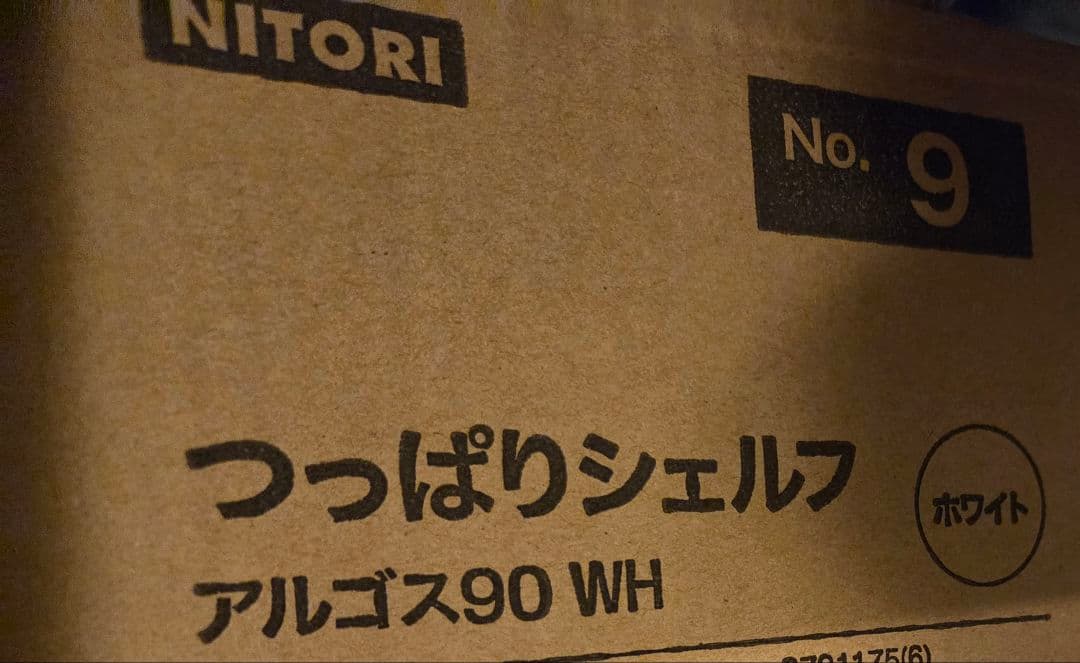 NITORI
No. 9
つっぱりシェルフ
ホワイト
アルゴス90 WH